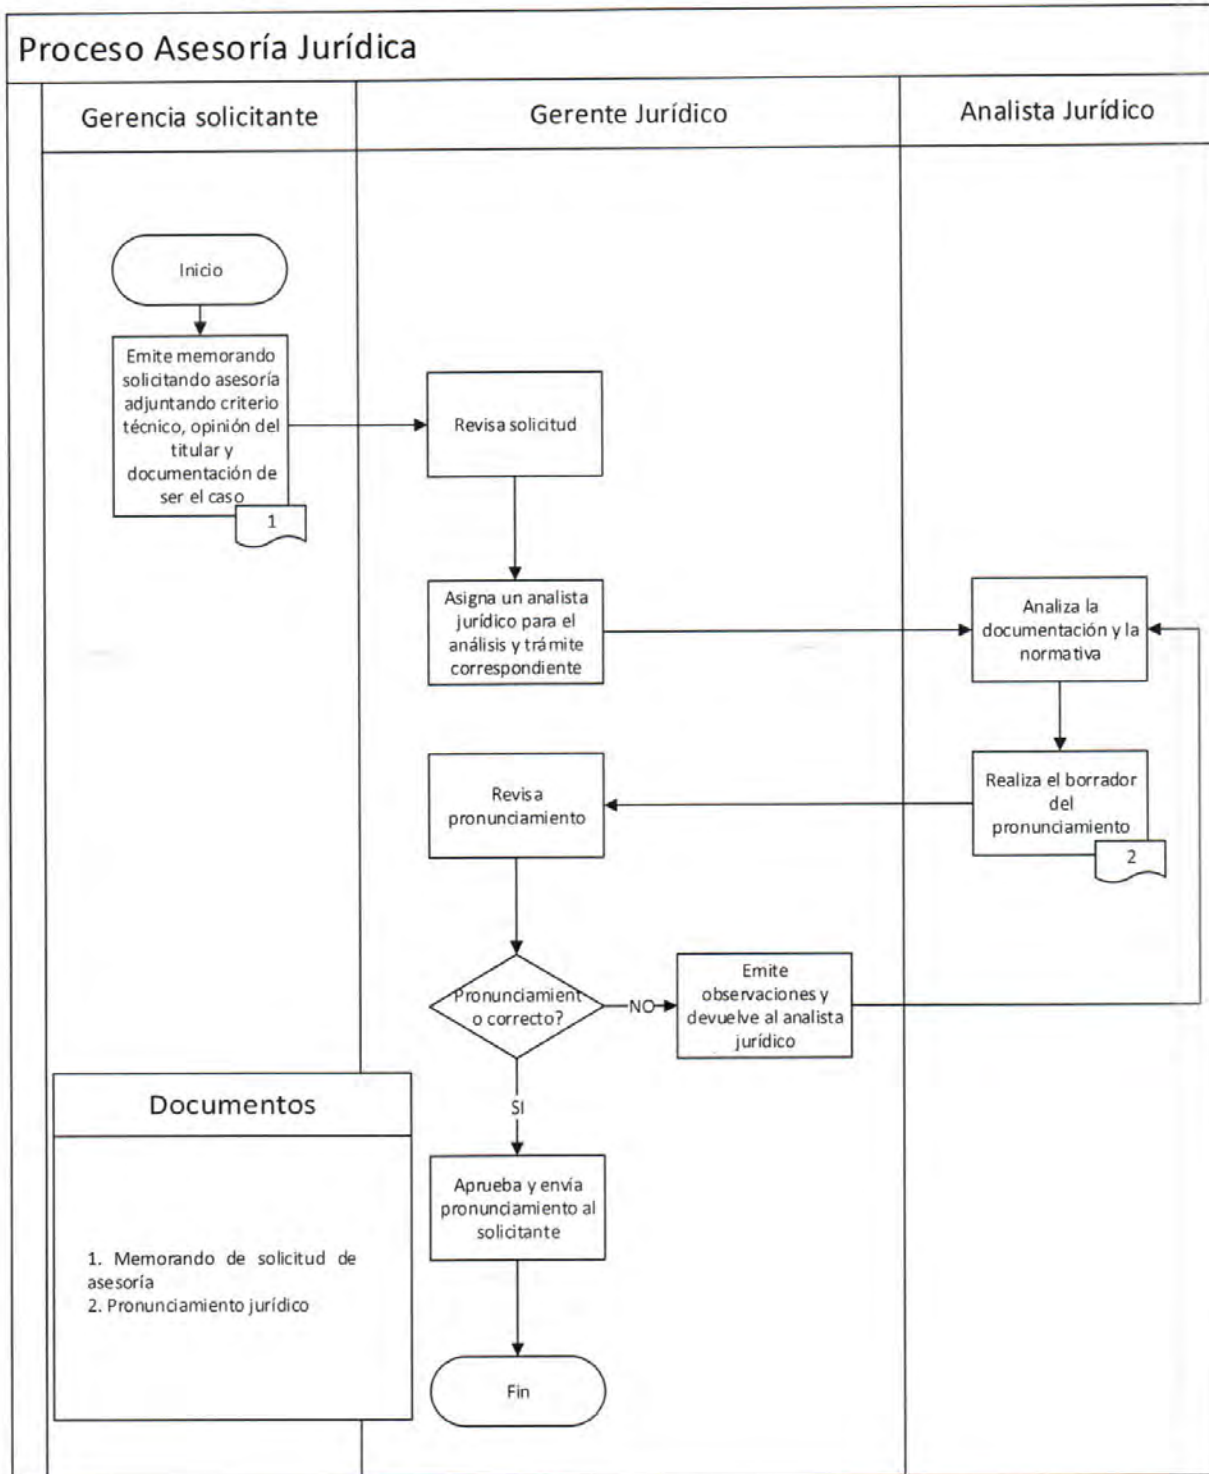 Proceso Asesoría Jurídica
Gerencia solicitante
Gerente Jurídico
Analista Jurídico
Inicio
Emite memorando
solicitando asesoría
adjuntando criterio
técnico, opinión del
titular y
documentación de
ser el caso
1
Revisa solicitud
Asigna un analista
jurídico para el
análisis y trámite
correspondiente
Analiza la
documentación y la
normativa
Realiza el borrador
del
pronunciamiento
2
Revisa
pronunciamiento
Pronunciamient
o correcto?
NO
Emite
observaciones y
devuelve al analista
jurídico
SI
Aprueba y envía
pronunciamiento al
solicitante
Fin
Documentos
1. Memorando de solicitud de
asesoría
2. Pronunciamiento jurídico